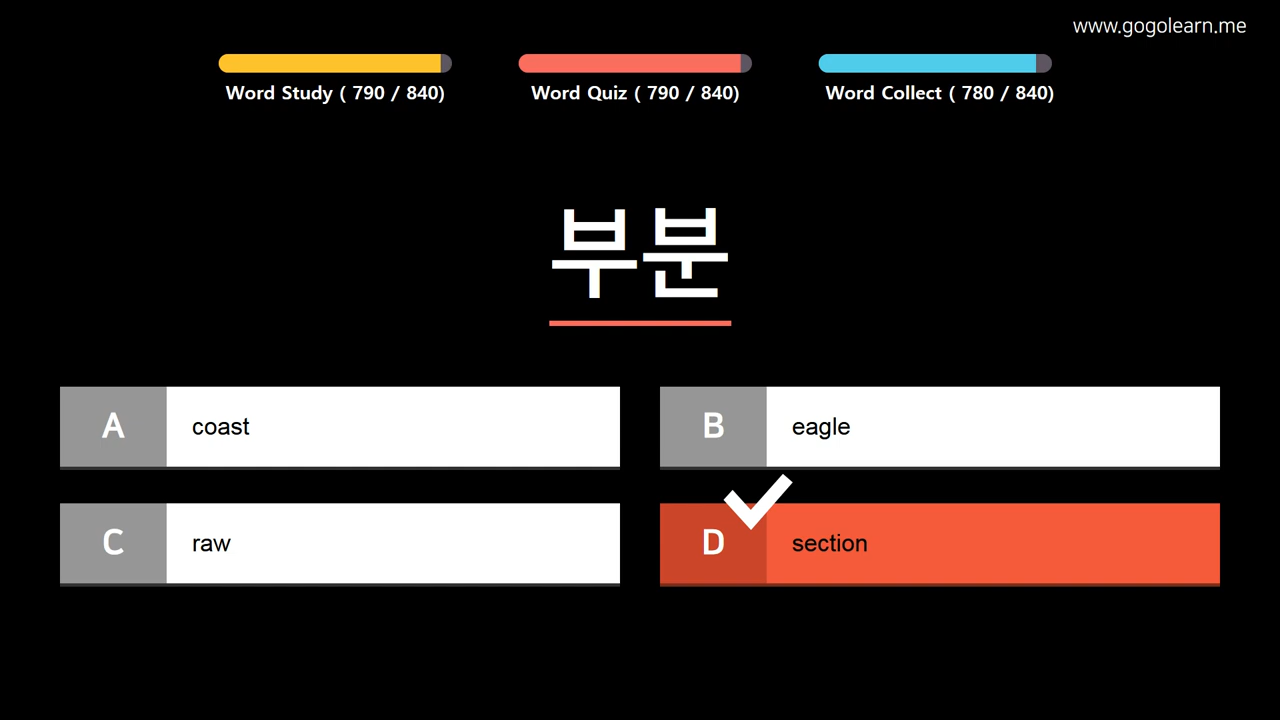 www.gogolearn.me
Word Study ( 790 / 840)
Word Quiz ( 790 / 840)
Word Collect ( 780 / 840)
부분
A
coast
B
eagle
C
raw
D
section